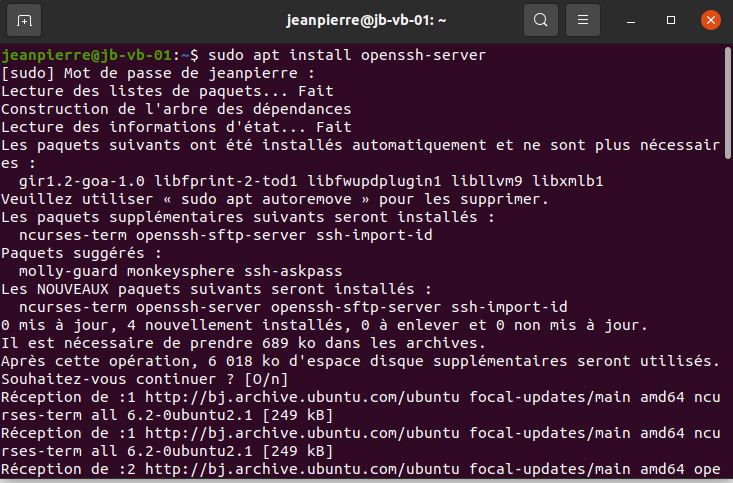 jeanpierre@jb-vb-01: ~
jeanpierre@jb-vb-01:~$ sudo apt install openssh-server
[sudo] Mot de passe de jeanpierre :
Lecture des listes de paquets... Fait
Construction de l'arbre des dépendances
Lecture des informations d'état... Fait
Les paquets suivants ont été installés automatiquement et ne sont plus nécessair
es :
  gir1.2-goa-1.0 libfprint-2-tod1 libfwupdplugin1 libllvm9 libxmlb1
Veuillez utiliser « sudo apt autoremove » pour les supprimer.
Les paquets supplémentaires suivants seront installés :
  ncurses-term openssh-sftp-server ssh-import-id
Paquets suggérés :
  molly-guard monkeysphere ssh-askpass
Les NOUVEAUX paquets suivants seront installés :
  ncurses-term openssh-server openssh-sftp-server ssh-import-id
0 mis à jour, 4 nouvellement installés, 0 à enlever et 0 non mis à jour.
Il est nécessaire de prendre 689 ko dans les archives.
Après cette opération, 6 018 ko d'espace disque supplémentaires seront utilisés.
Souhaitez-vous continuer ? [O/n]
Réception de :1 http://bj.archive.ubuntu.com/ubuntu focal-updates/main amd64 ncu
rses-term all 6.2-0ubuntu2.1 [249 kB]
Réception de :1 http://bj.archive.ubuntu.com/ubuntu focal-updates/main amd64 ncu
rses-term all 6.2-0ubuntu2.1 [249 kB]
Réception de :2 http://bj.archive.ubuntu.com/ubuntu focal-updates/main amd64 ope